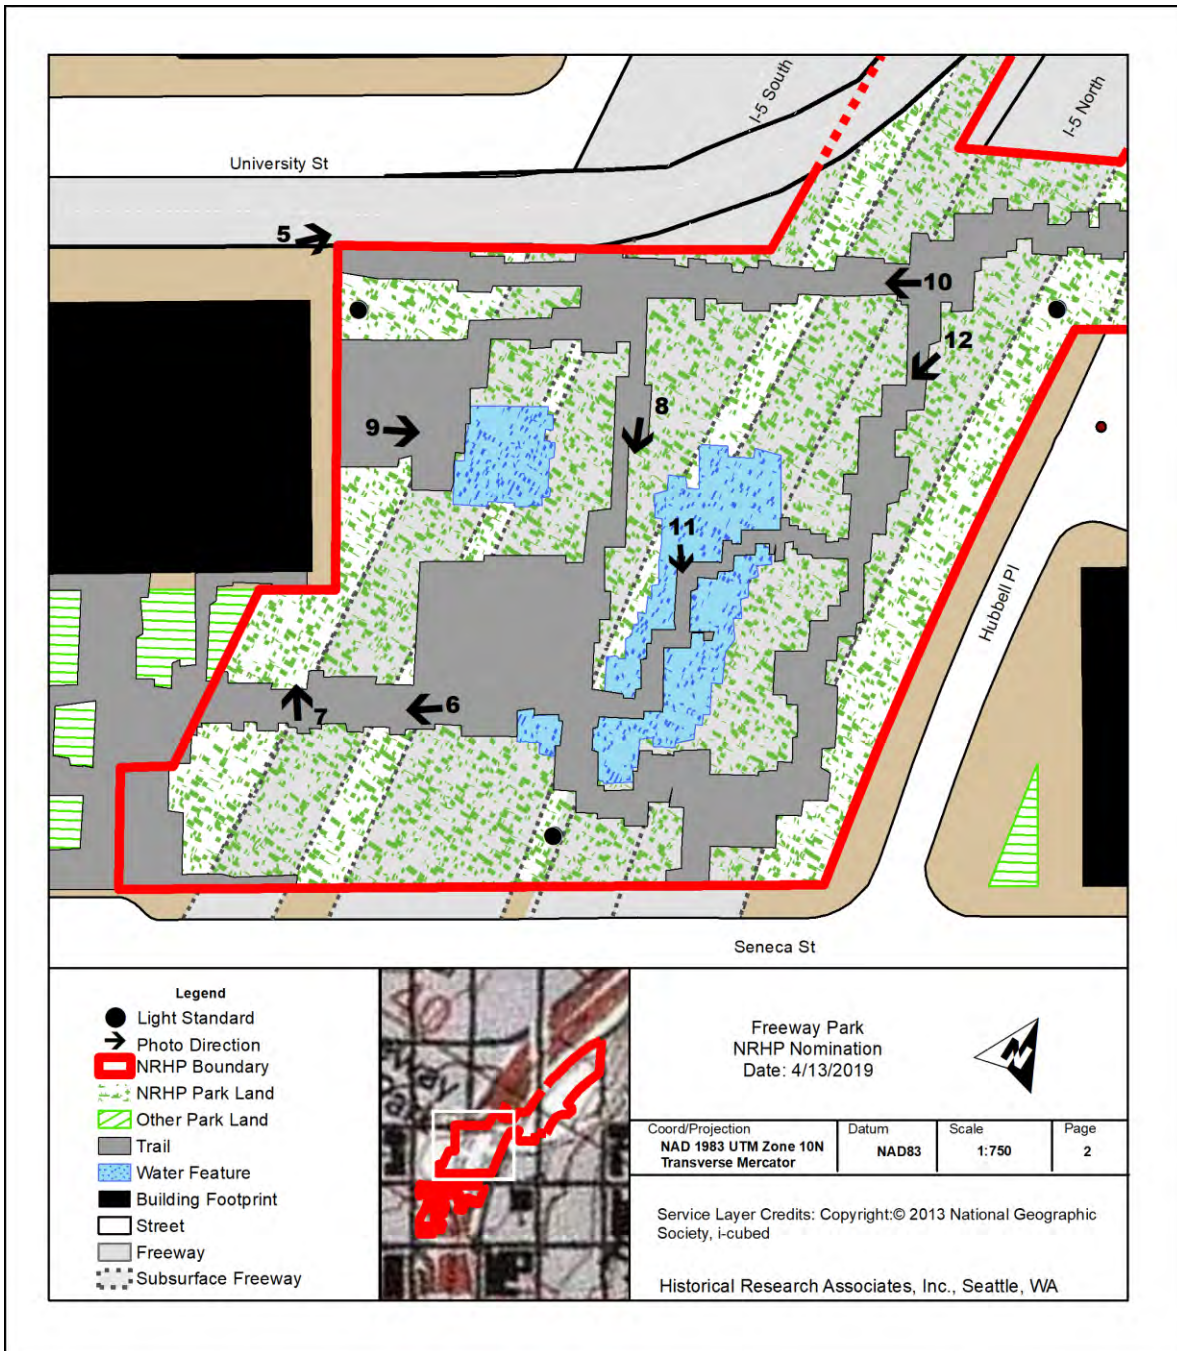 I-5 South
I-5 North
University St
5
10
12
8
9
11
Hubbell Pl
6
7
Seneca St
Legend
Light Standard
Photo Direction
NRHP Boundary
NRHP Park Land
Other Park Land
Trail
Water Feature
Building Footprint
Street
Freeway
Subsurface Freeway
Freeway Park
NRHP Nomination
Date: 4/13/2019
N
Coord/Projection
NAD 1983 UTM Zone 10N
Transverse Mercator
Datum
NAD83
Scale
1:750
Page
2
Service Layer Credits: Copyright:© 2013 National Geographic
Society, i-cubed
Historical Research Associates, Inc., Seattle, WA